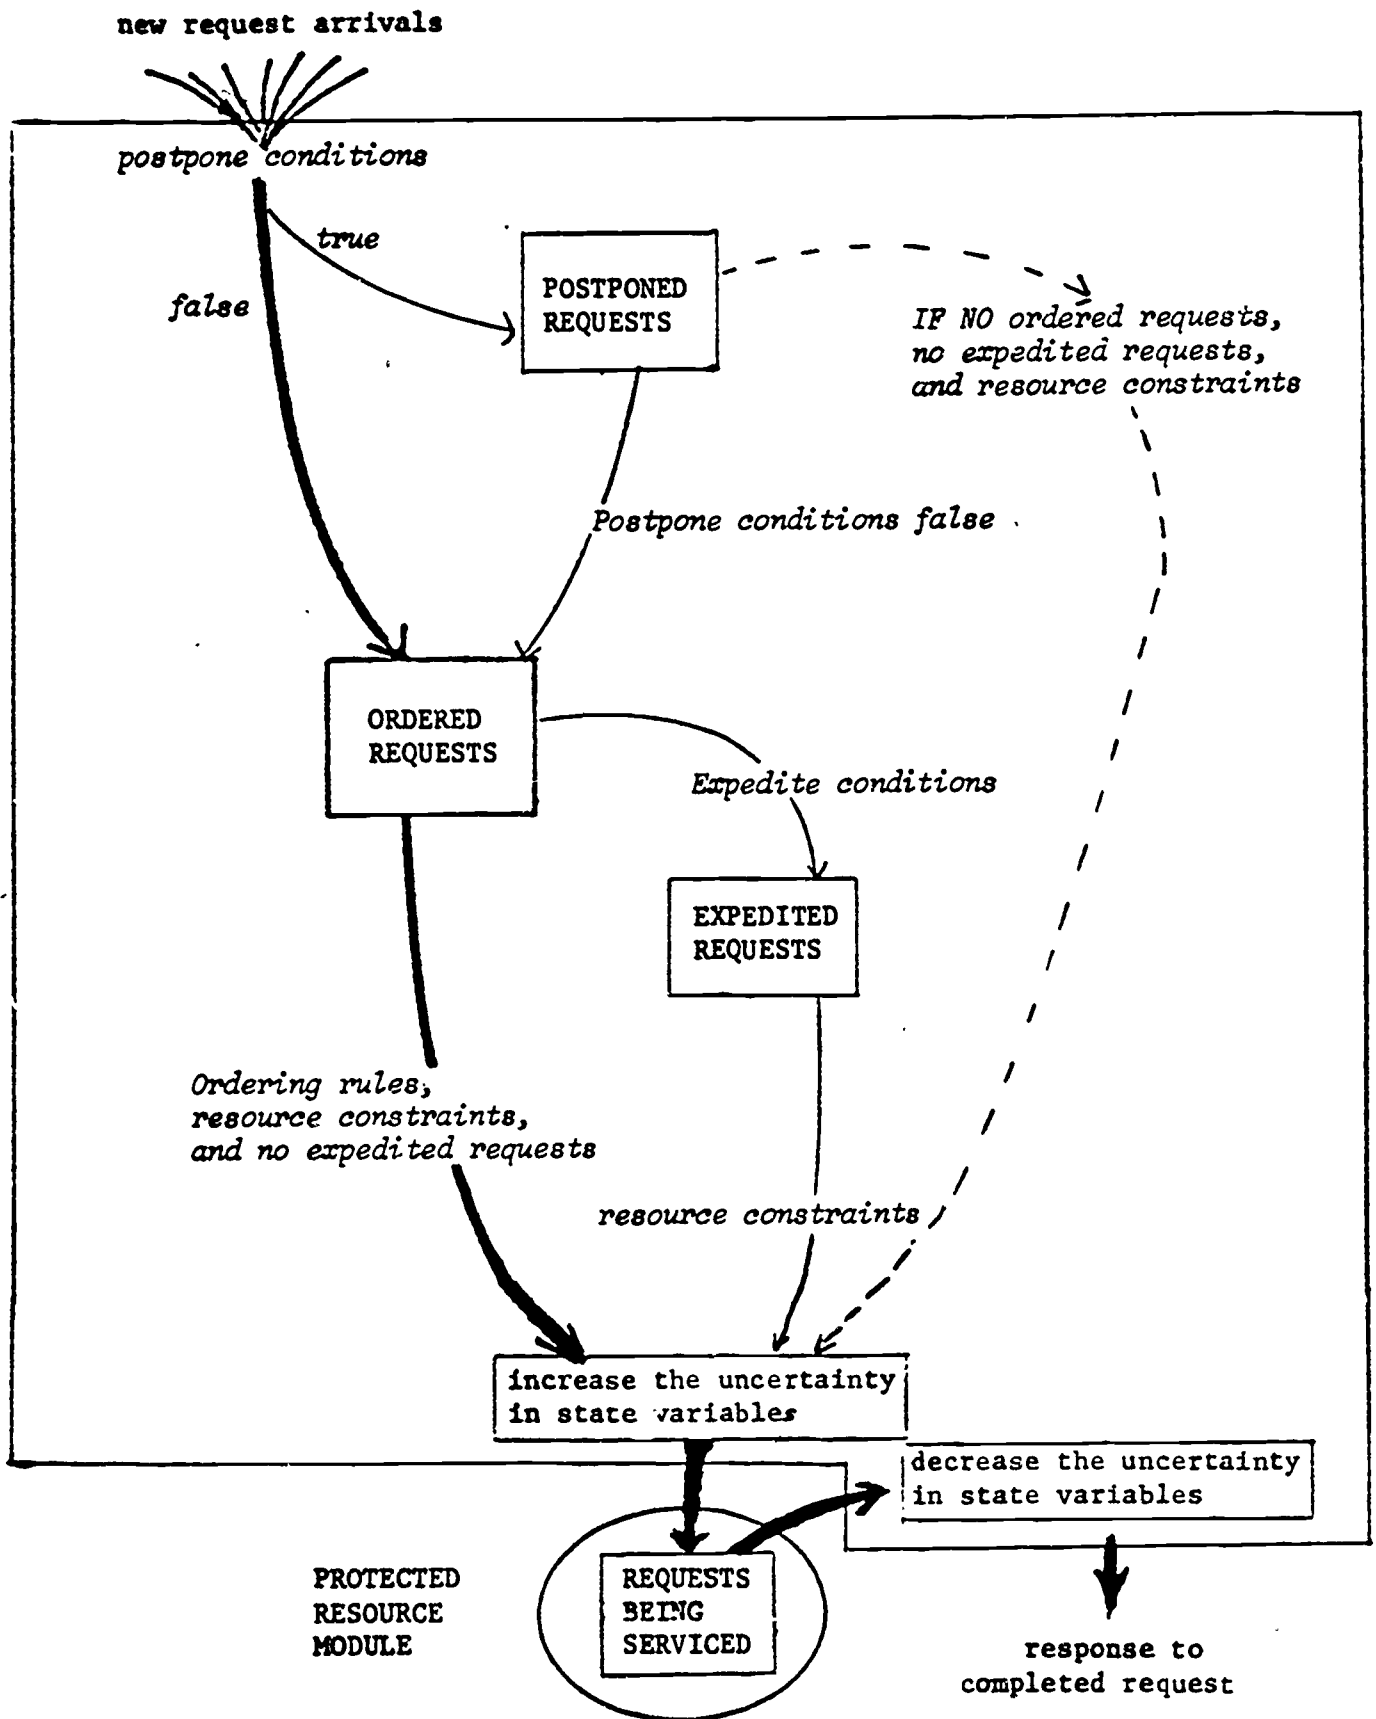 new request arrivals
postpone conditions
true
false
POSTPONED
REQUESTS
IF NO ordered requests,
no expedited requests,
and resource constraints
Postpone conditions false
ORDERED
REQUESTS
Expedite conditions
EXPEDITED
REQUESTS
Ordering rules,
resource constraints,
and no expedited requests
resource constraints
increase the uncertainty
in state variables
decrease the uncertainty
in state variables
PROTECTED
RESOURCE
MODULE
REQUESTS
BEING
SERVICED
response to
completed request